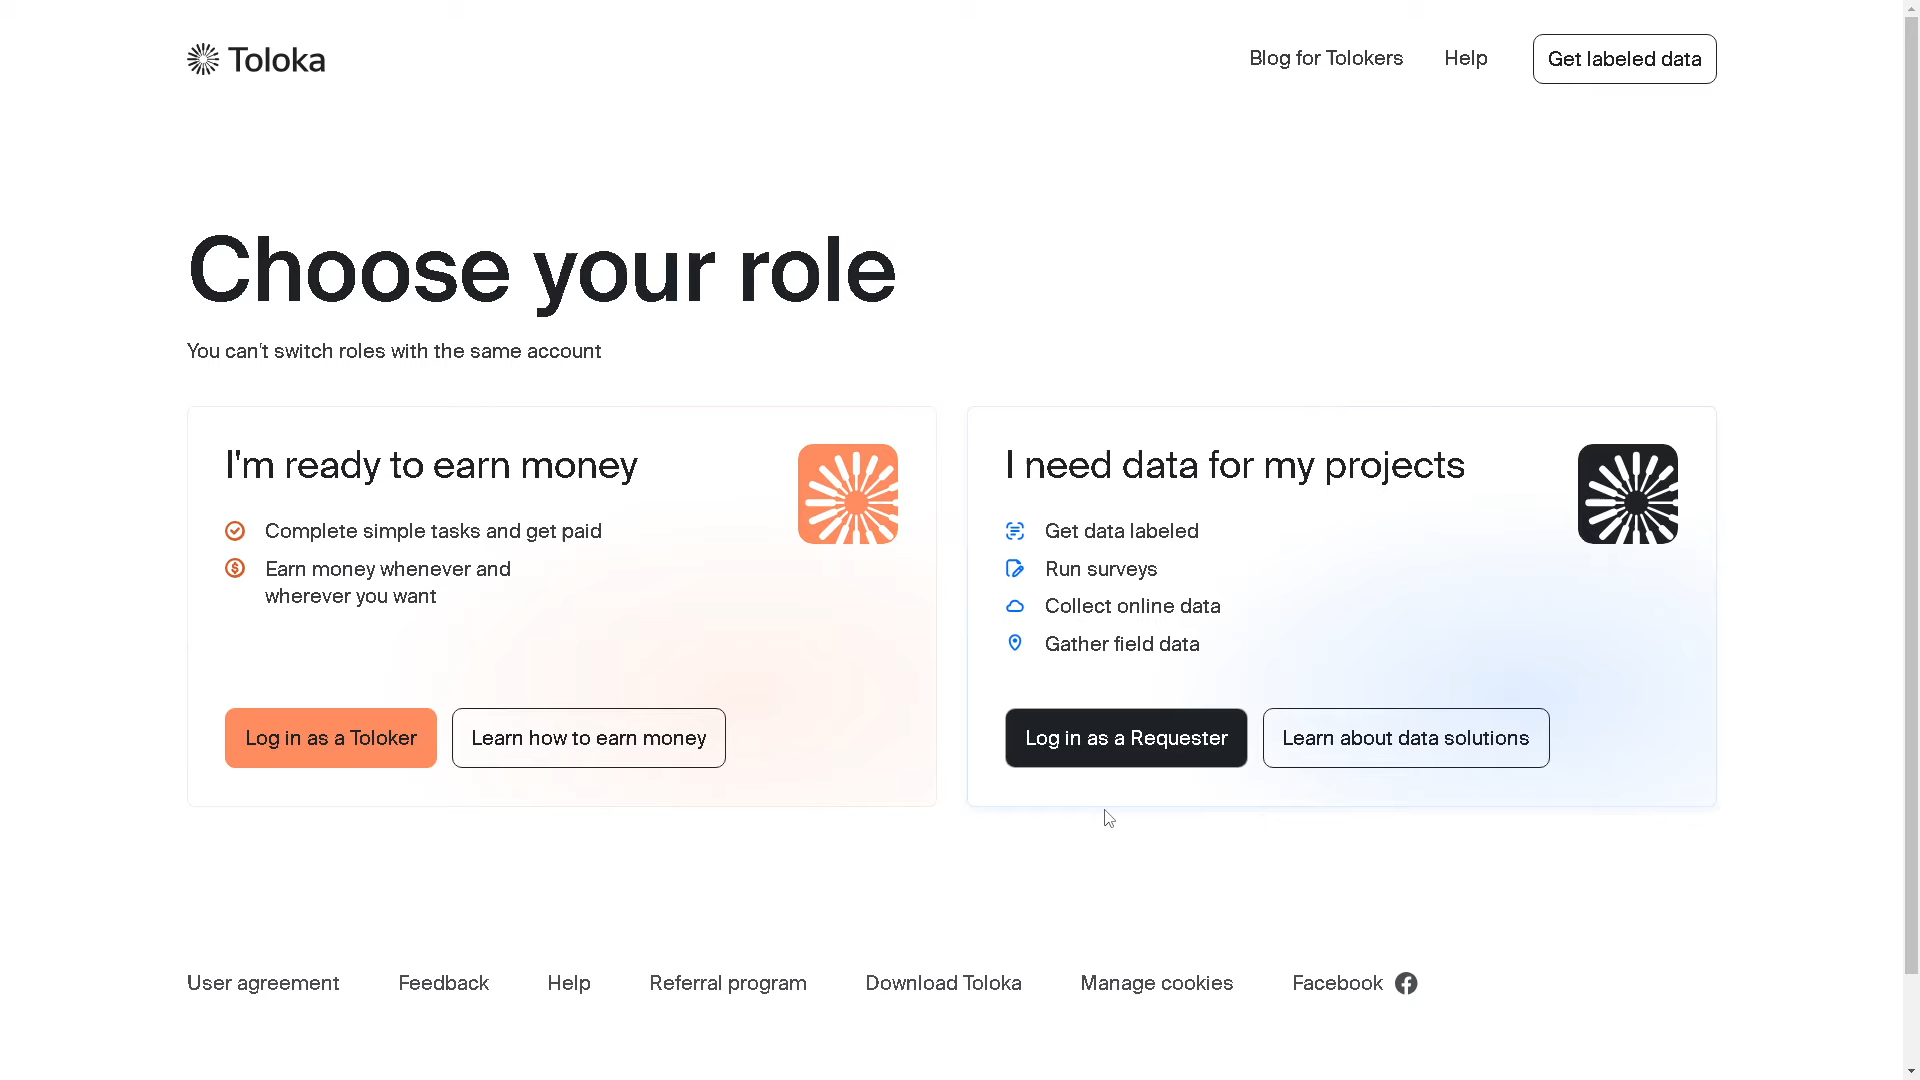 Toloka
Blog for Tolokers
Help
Get labeled data
Choose your role
You can't switch roles with the same account
I'm ready to earn money
Complete simple tasks and get paid
Earn money whenever and
wherever you want
Log in as a Toloker
Learn how to earn money
I need data for my projects
Get data labeled
Run surveys
Collect online data
Gather field data
Log in as a Requester
Learn about data solutions
User agreement
Feedback
Help
Referral program
Download Toloka
Manage cookies
Facebook